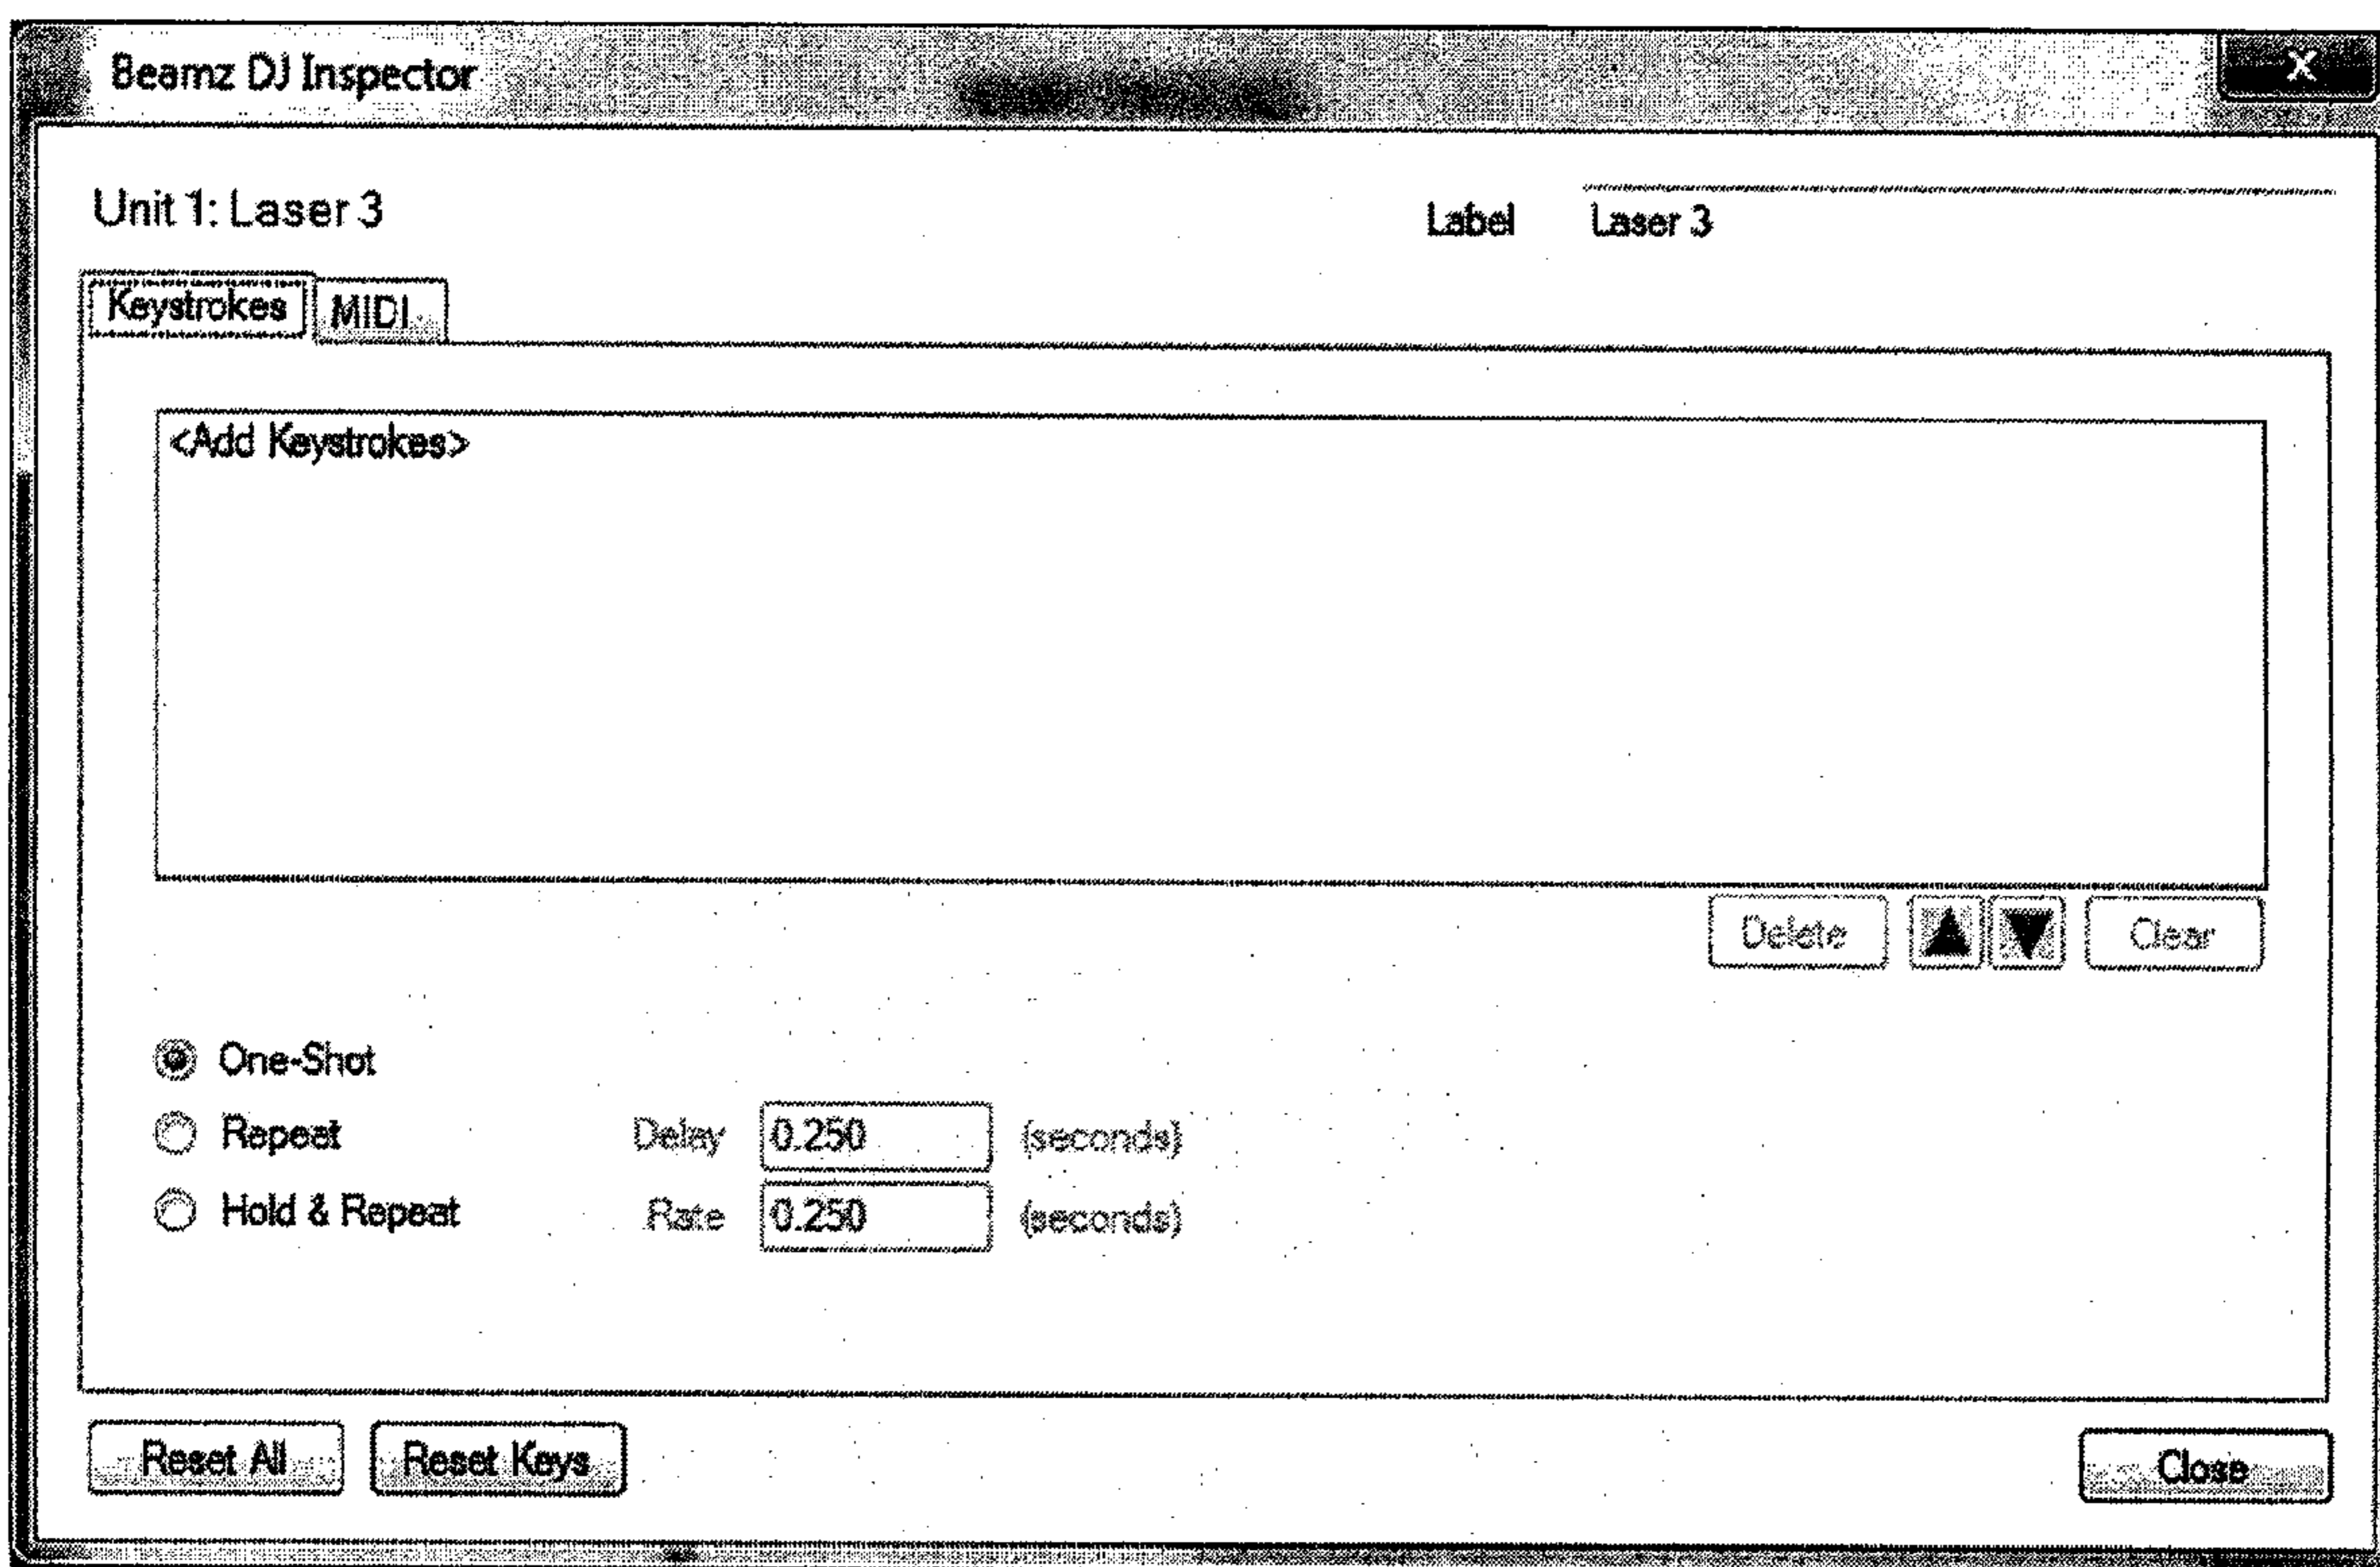 Beamz DJ Inspector X
Unit 1: Laser 3 Label Laser 3
Keystrokes MIDI
<Add Keystrokes>
Delete Clear
One-Shot
Repeat Delay 0.250 (seconds)
Hold & Repeat Rate 0.250 (seconds)
Reset All Reset Keys Close